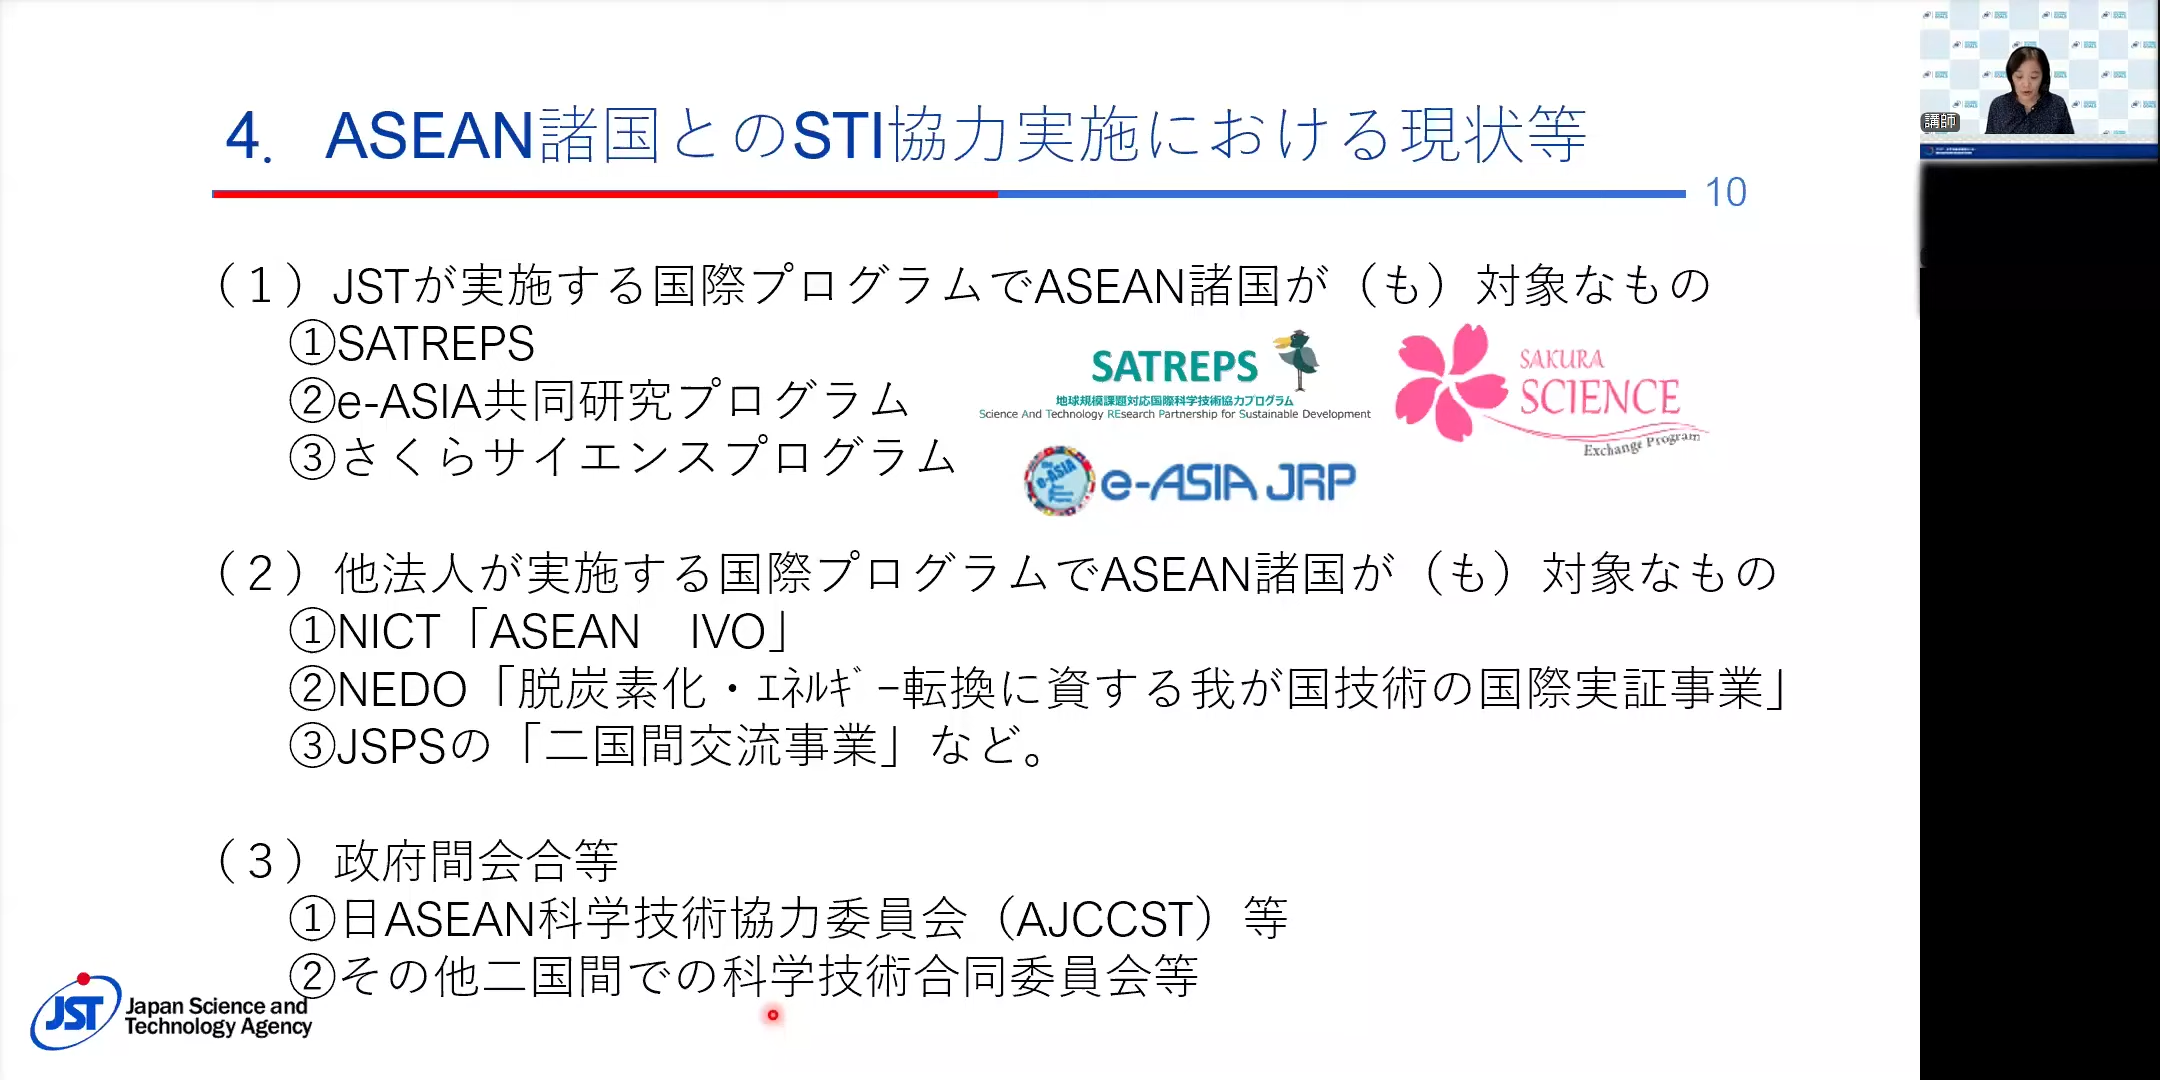 4． ASEAN諸国とのSTI協力実施における現状等
10
（1）JSTが実施する国際プログラムでASEAN諸国が（も）対象なもの
①SATREPS
②e-ASIA共同研究プログラム
③さくらサイエンスプログラム
SATREPS
地球規模課題対応国際科学技術協力プログラム
Science And Technology REsearch Partnership for Sustainable Development
SAKURA
SCIENCE
Exchange Program
e-ASIA JRP
（2）他法人が実施する国際プログラムでASEAN諸国が（も）対象なもの
①NICT「ASEAN　IVO」
②NEDO「脱炭素化・ｴﾈﾙｷﾞｰ転換に資する我が国技術の国際実証事業」
③JSPSの「二国間交流事業」など。
（3）政府間会合等
①日ASEAN科学技術協力委員会（AJCCST）等
②その他二国間での科学技術合同委員会等
JST
Japan Science and
Technology Agency
講師